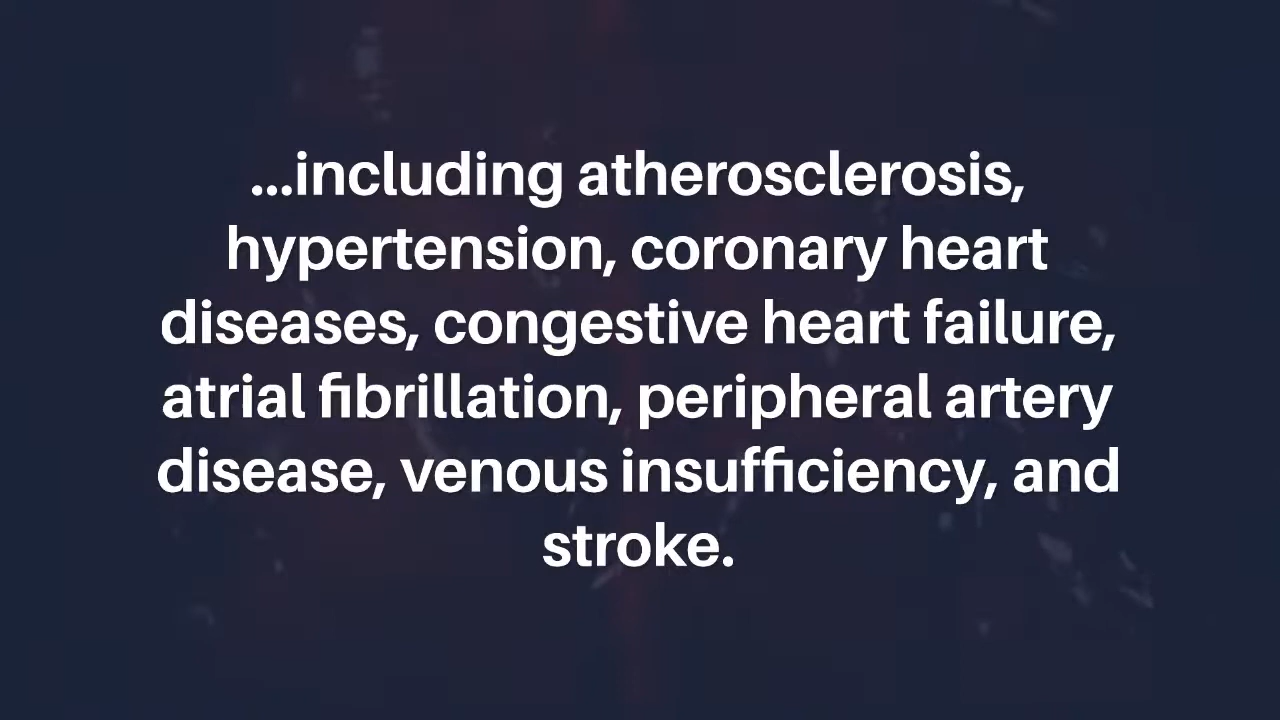 ...including atherosclerosis,
hypertension, coronary heart
diseases, congestive heart failure,
atrial fibrillation, peripheral artery
disease, venous insufficiency, and
stroke.